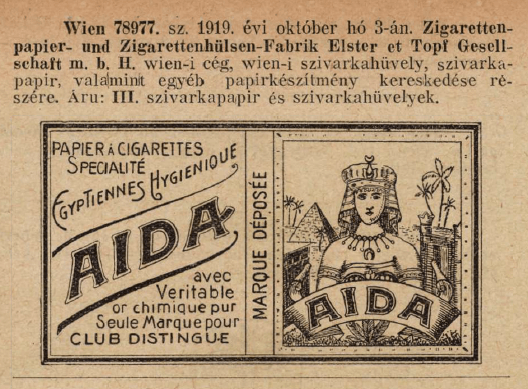 Wien 78977. sz. 1919. évi október hó 3-án. Zigaretten-
papier- und Zigarettenhülsen-Fabrik Elster et Topf Gesell-
schaft m. b. H. wien-i cég, wien-i szivarkahüvely, szivarka-
papir, valamint egyéb papirkészítmény kereskedése ré-
szére. Áru: III. szivarkapapir és szivarkahüvelyek.
PAPIER À CIGARETTES
SPECIALITÉ
EGYPTIENNES HYGIENIQUE
AIDA
avec
Veritable
or chimique pur
Seule Marque pour
CLUB DISTINGUE
MARQUE DÉPOSÉE
AIDA